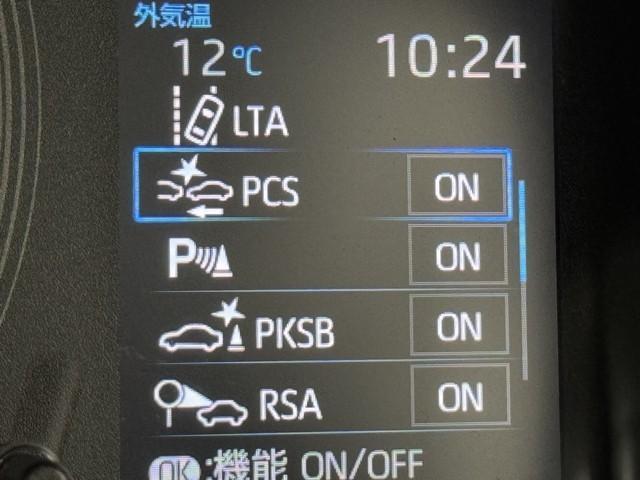 外気温
12℃ 10:24
LTA
PCS ON
P ON
PKSB ON
RSA ON
OK:機能 ON/OFF